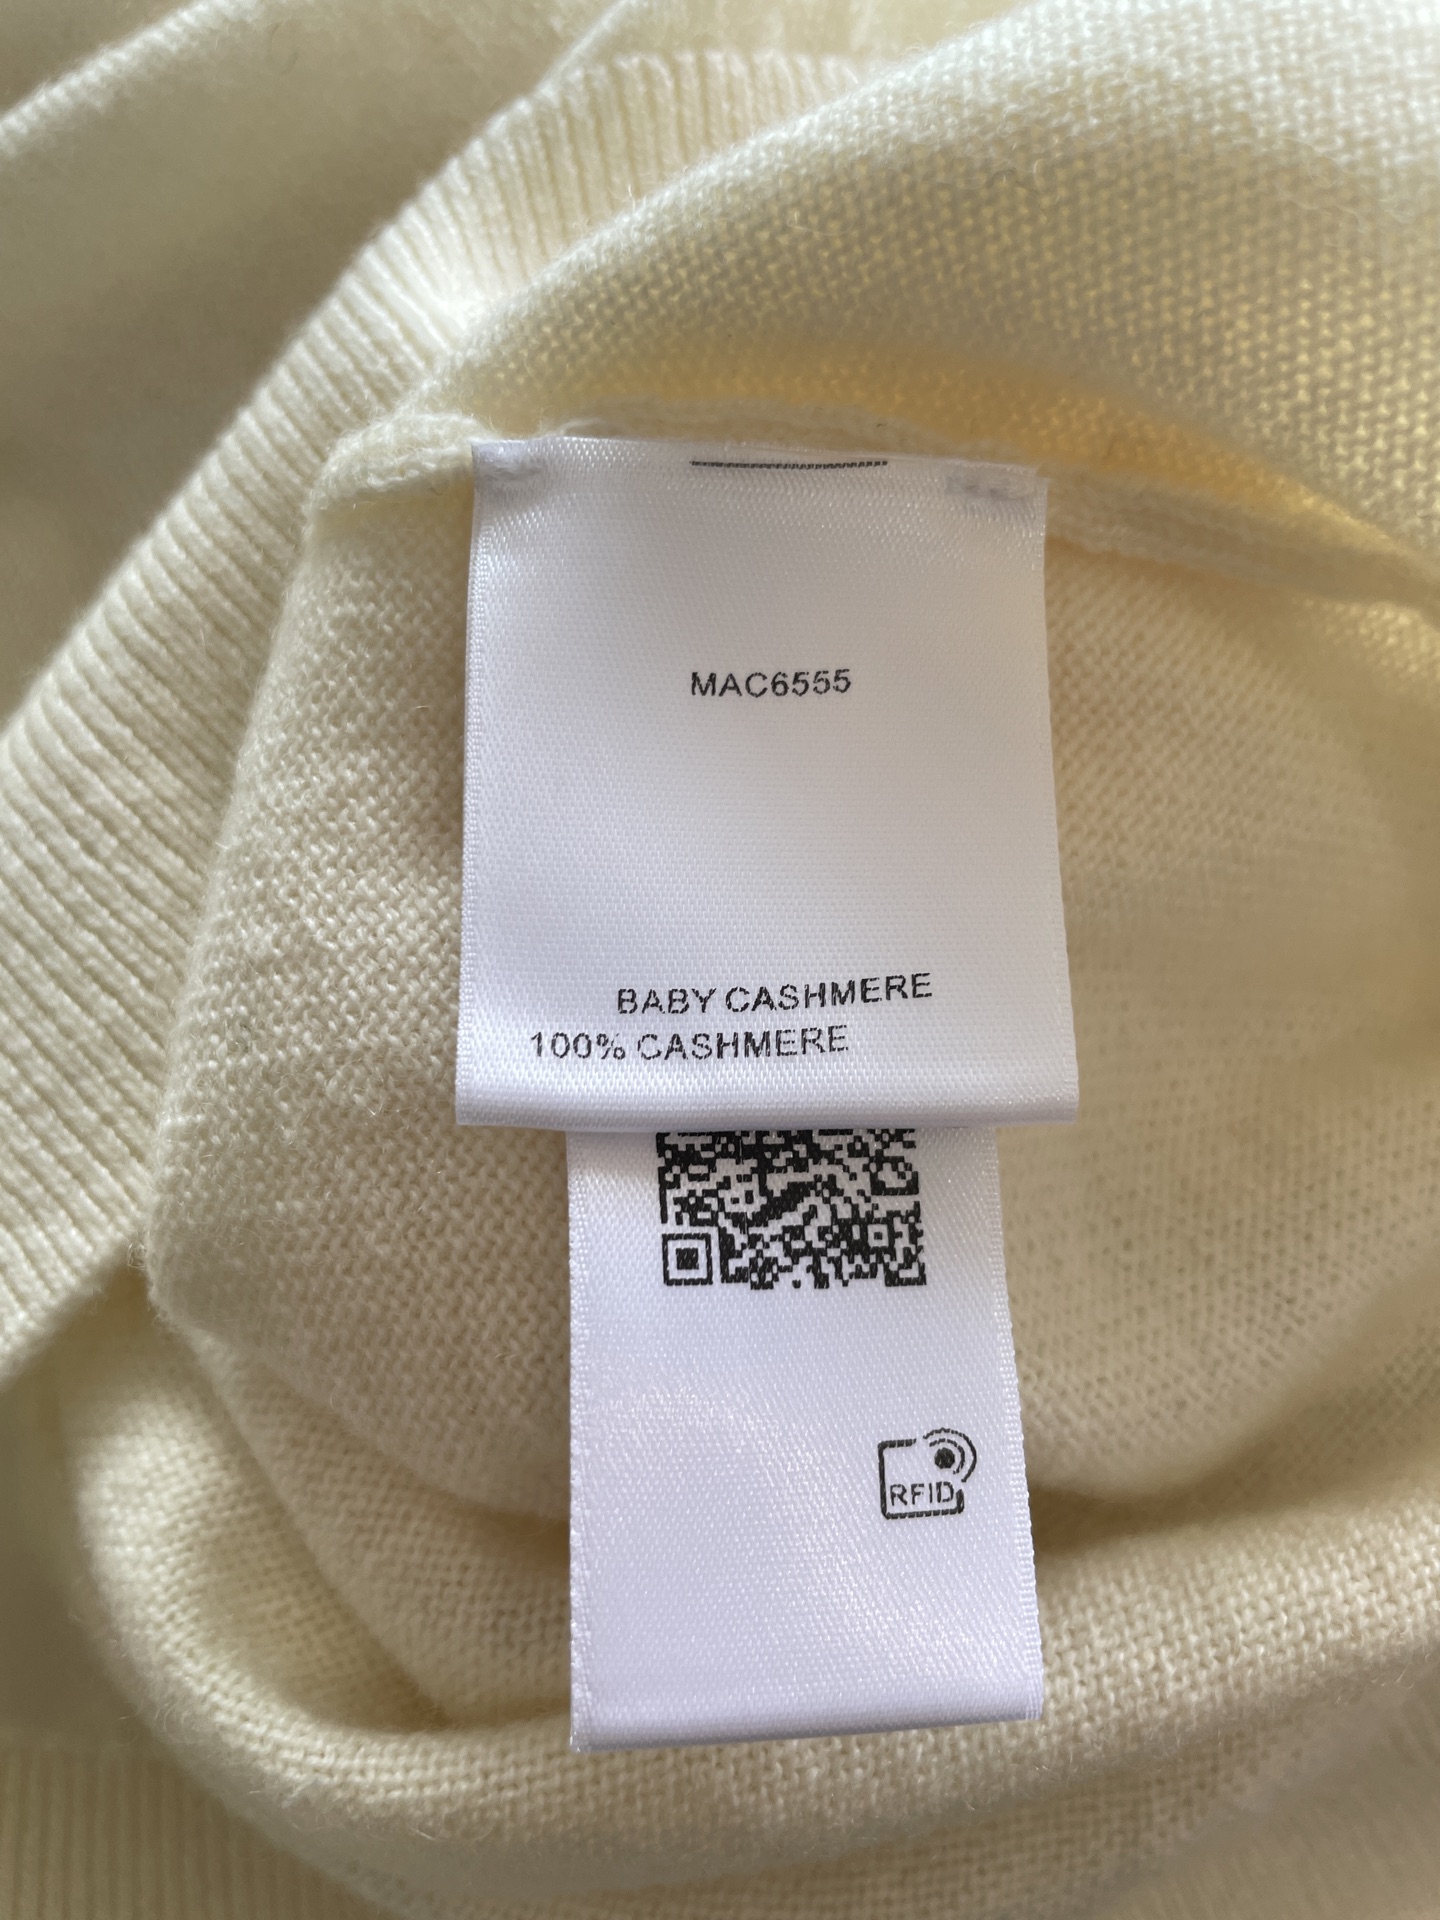 MAC6555
BABY CASHMERE
100% CASHMERE
RFID